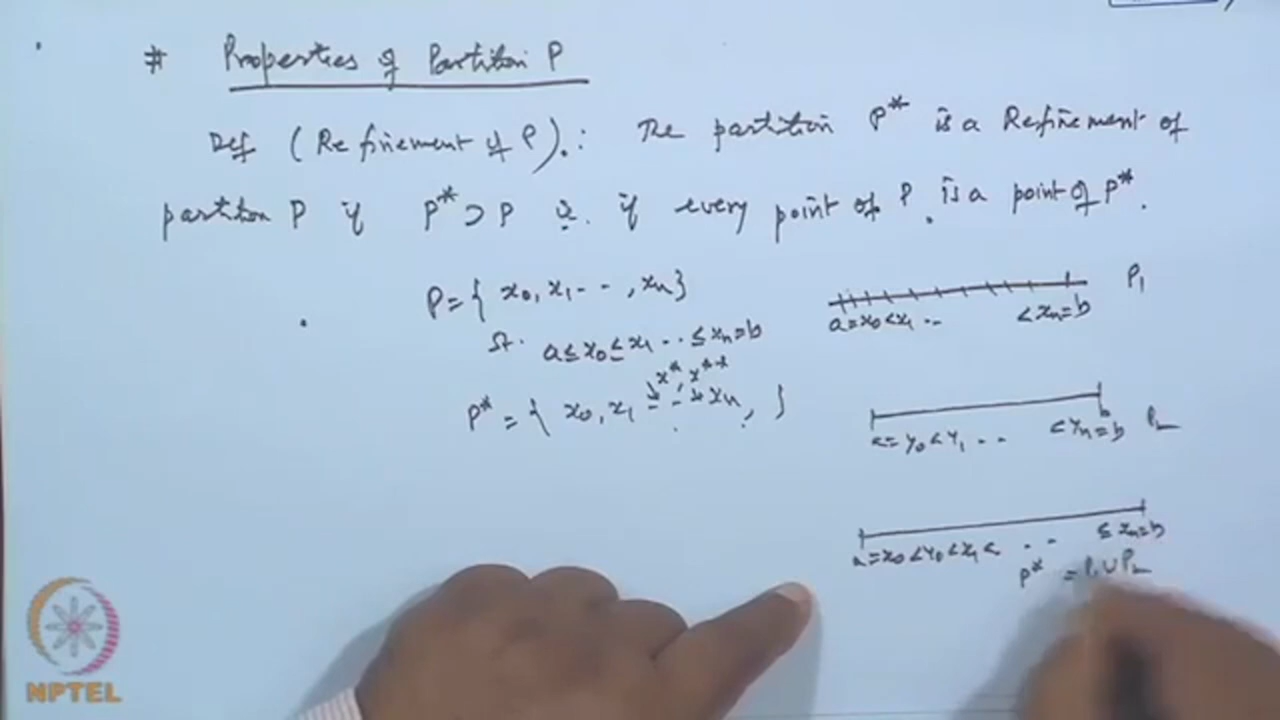 # Properties of Partition P
Def (Refinement of P).: The partition P* is a Refinement of
partition P if P* ⊃ P if every point of P is a point of P*.
P = { x0, x1 - - , xn }
St. a ≤ x0 ≤ x1 . . ≤ xn = b
x*, x**
P* = { x0, x1 - - xn, }
P1
a = x0 < x1 . . < xn = b
b
a = y0 < y1 . . < yn = b P2
a = x0 < y0 < x1 < . . ≤ xn = b
P* = P1 ∪ P2
NPTEL